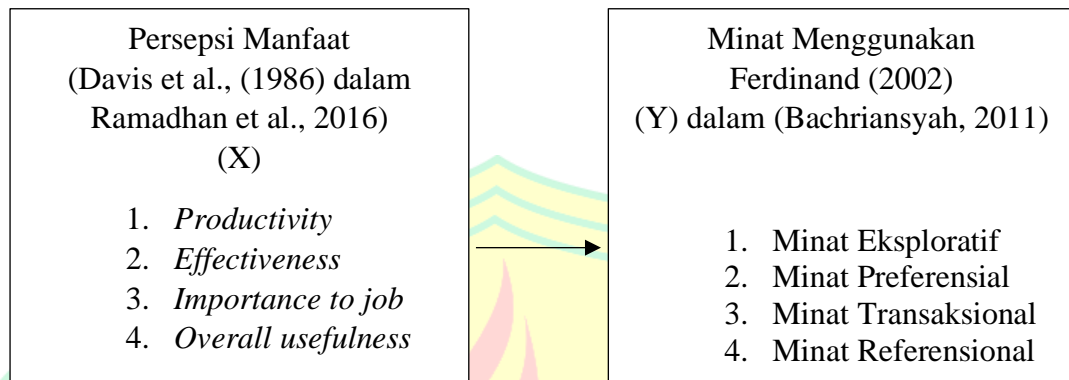 Persepsi Manfaat
(Davis et al., (1986) dalam
Ramadhan et al., 2016)
(X)
1. Productivity
2. Effectiveness
3. Importance to job
4. Overall usefulness
Minat Menggunakan
Ferdinand (2002)
(Y) dalam (Bachriansyah, 2011)
1. Minat Eksploratif
2. Minat Preferensial
3. Minat Transaksional
4. Minat Referensional